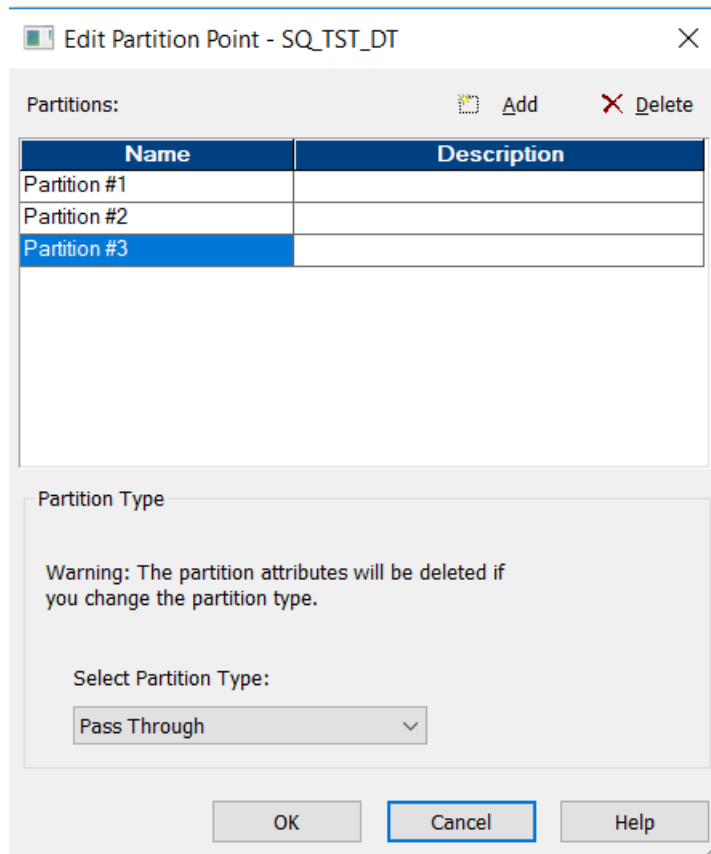 Edit Partition Point - SQ_TST_DT
Partitions: Add Delete
Name Description
Partition #1
Partition #2
Partition #3
Partition Type
Warning: The partition attributes will be deleted if
you change the partition type.
Select Partition Type:
Pass Through
OK Cancel Help